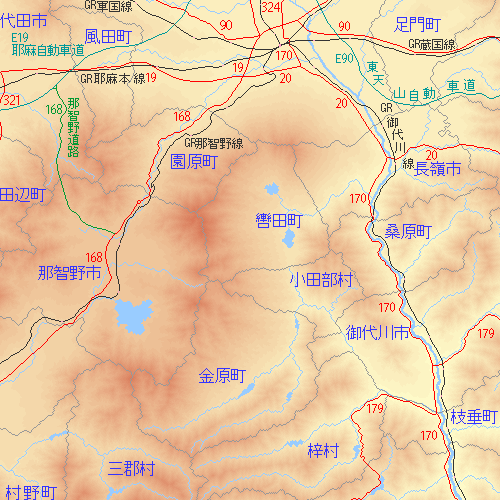 GR軍国線
324
代田市
90
90
足門町
E19
風田町
GR蔵国線
耶麻自動車道
170
E90
東天山自動車道
19
GR耶麻本線
19
20
321
168
那智野道路
168
20
GR御代川線
GR那智野線
20
園原町
長嶺市
田辺町
170
轡田町
桑原町
168
那智野市
小田部村
170
御代川市
179
金原町
179
枝垂町
170
梓村
三郡村
村野町